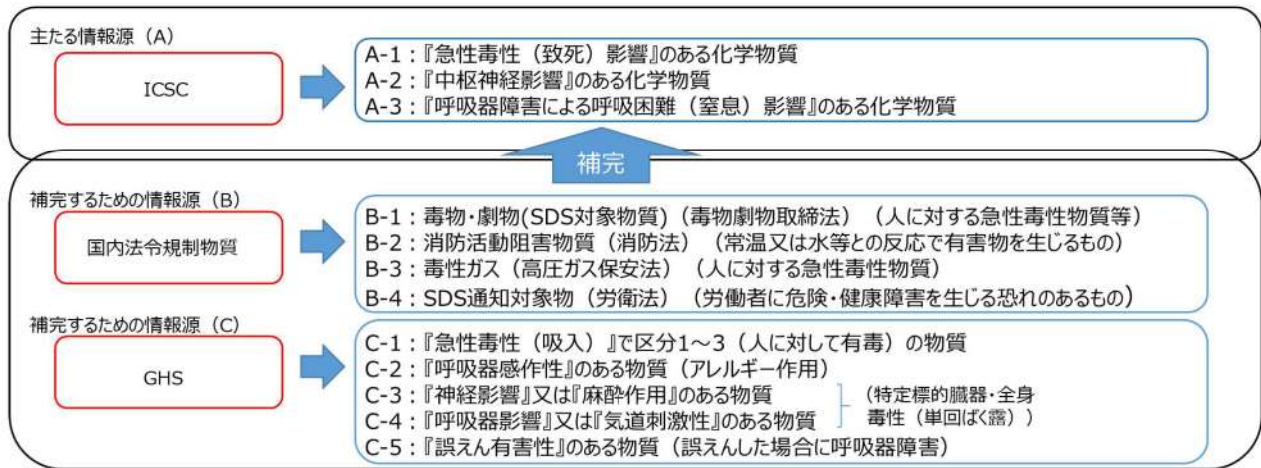 主たる情報源（A）
ICSC
A-1：『急性毒性（致死）影響』のある化学物質
A-2：『中枢神経影響』のある化学物質
A-3：『呼吸器障害による呼吸困難（窒息）影響』のある化学物質
補完
補完するための情報源（B）
国内法令規制物質
B-1：毒物・劇物(SDS対象物質)（毒物劇物取締法）（人に対する急性毒性物質等）
B-2：消防活動阻害物質（消防法）（常温又は水等との反応で有害物を生じるもの）
B-3：毒性ガス（高圧ガス保安法）（人に対する急性毒性物質）
B-4：SDS通知対象物（労衛法）（労働者に危険・健康障害を生じる恐れのあるもの）
補完するための情報源（C）
GHS
C-1：『急性毒性（吸入）』で区分1～3（人に対して有毒）の物質
C-2：『呼吸器感作性』のある物質（アレルギー作用）
C-3：『神経影響』又は『麻酔作用』のある物質
C-4：『呼吸器影響』又は『気道刺激性』のある物質
（特定標的臓器・全身
毒性（単回ばく露））
C-5：『誤えん有害性』のある物質（誤えんした場合に呼吸器障害）